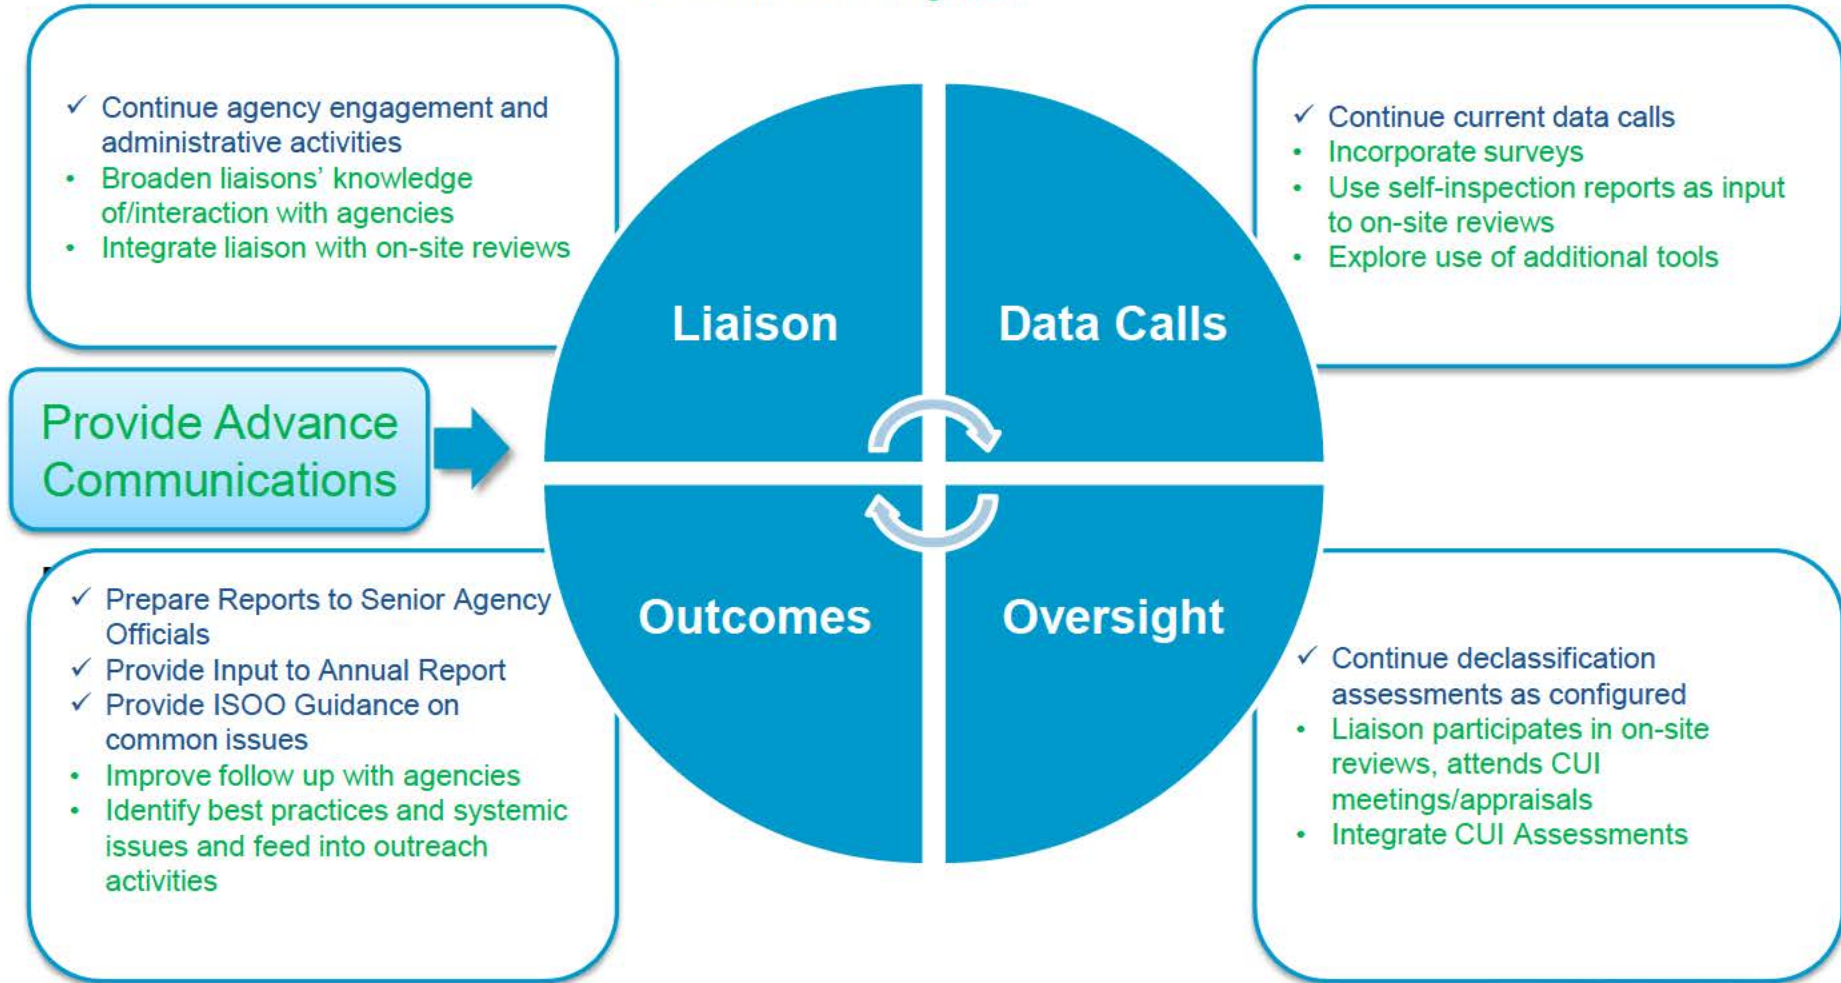 ✓ Continue agency engagement and
administrative activities
• Broaden liaisons’ knowledge
of/interaction with agencies
• Integrate liaison with on-site reviews
✓ Continue current data calls
• Incorporate surveys
• Use self-inspection reports as input
to on-site reviews
• Explore use of additional tools
Liaison
Data Calls
Provide Advance
Communications
Outcomes
Oversight
✓ Prepare Reports to Senior Agency
Officials
✓ Provide Input to Annual Report
✓ Provide ISOO Guidance on
common issues
• Improve follow up with agencies
• Identify best practices and systemic
issues and feed into outreach
activities
✓ Continue declassification
assessments as configured
• Liaison participates in on-site
reviews, attends CUI
meetings/appraisals
• Integrate CUI Assessments